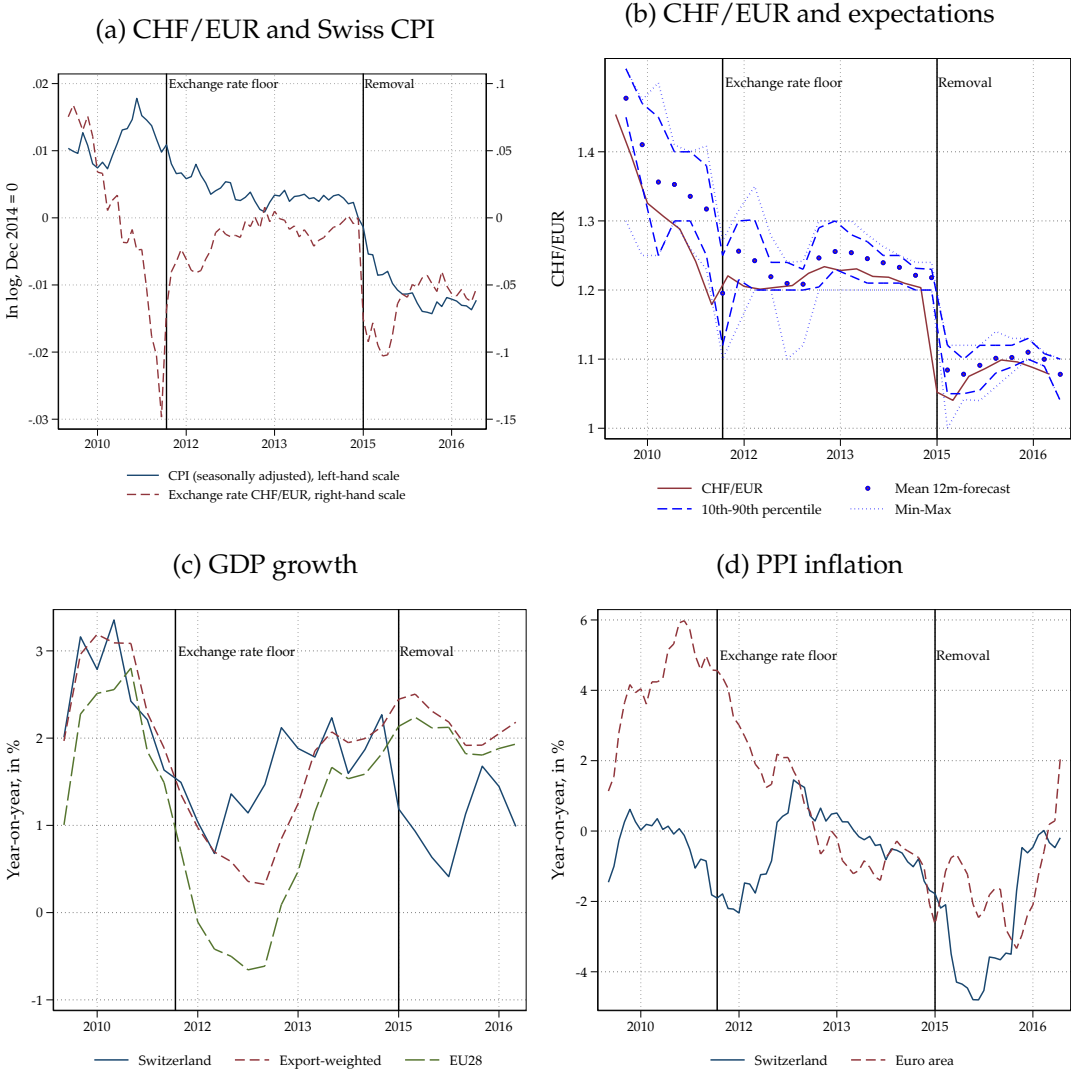 (a) CHF/EUR and Swiss CPI
Exchange rate floor
Removal
.02
.01
0
-.01
-.02
-.03
.1
.05
0
-.05
-.1
-.15
In log, Dec 2014 = 0
2010
2012
2013
2015
2016
CPI (seasonally adjusted), left-hand scale
Exchange rate CHF/EUR, right-hand scale
(b) CHF/EUR and expectations
Exchange rate floor
Removal
1.4
1.3
1.2
1.1
1
CHF/EUR
2010
2012
2013
2015
2016
CHF/EUR
Mean 12m-forecast
10th-90th percentile
Min-Max
(c) GDP growth
Exchange rate floor
Removal
3
2
1
0
-1
Year-on-year, in %
2010
2012
2013
2015
2016
Switzerland
Export-weighted
EU28
(d) PPI inflation
Exchange rate floor
Removal
6
4
2
0
-2
-4
Year-on-year, in %
2010
2012
2013
2015
2016
Switzerland
Euro area